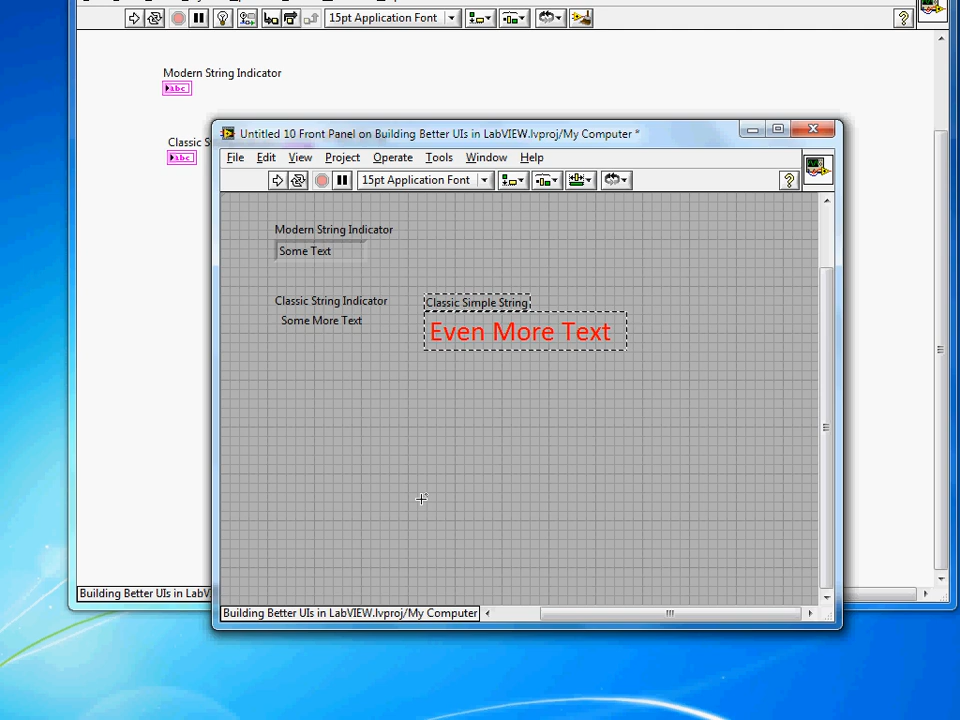 15pt Application Font
?
Modern String Indicator
abc
Classic S
abc
Untitled 10 Front Panel on Building Better UIs in LabVIEW.lvproj/My Computer *
File Edit View Project Operate Tools Window Help
15pt Application Font
?
Modern String Indicator
Some Text
Classic String Indicator
Classic Simple String
Some More Text
Even More Text
Building Better UIs in LabV
Building Better UIs in LabVIEW.lvproj/My Computer